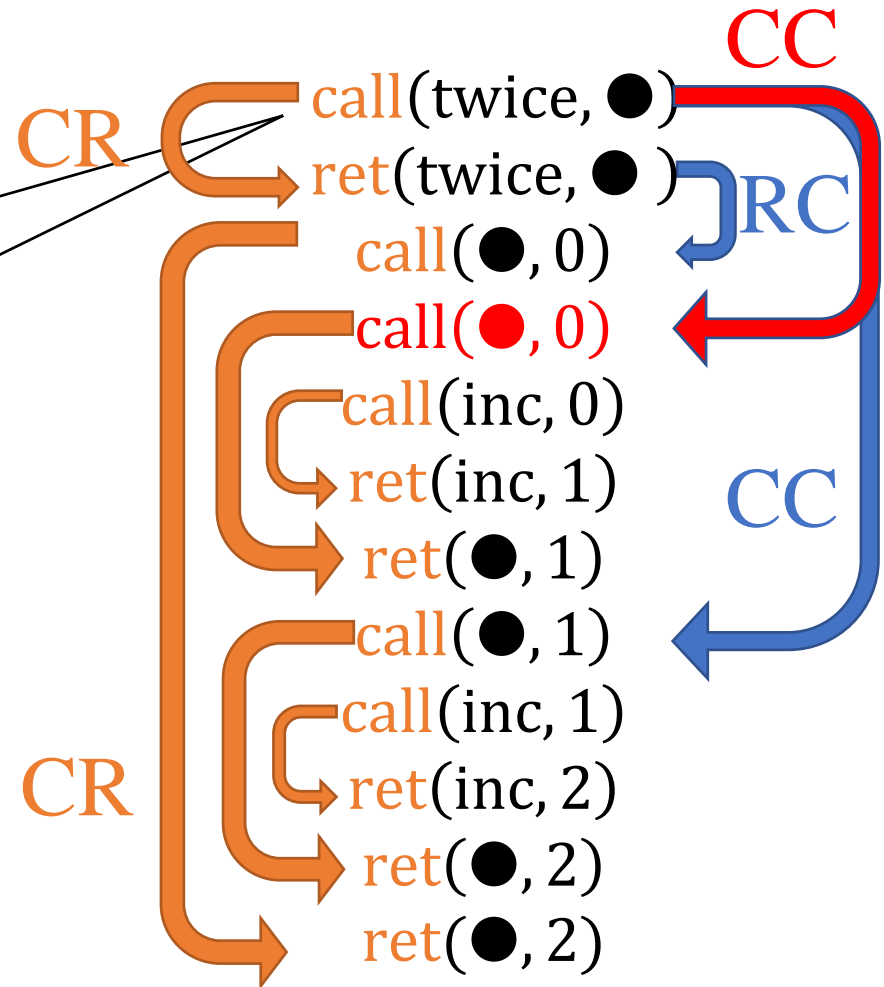 CC
call(twice, ●)
CR
ret(twice, ● )
RC
call(●, 0)
call(●, 0)
call(inc, 0)
ret(inc, 1)
CC
ret(●, 1)
call(●, 1)
call(inc, 1)
ret(inc, 2)
CR
ret(●, 2)
ret(●, 2)